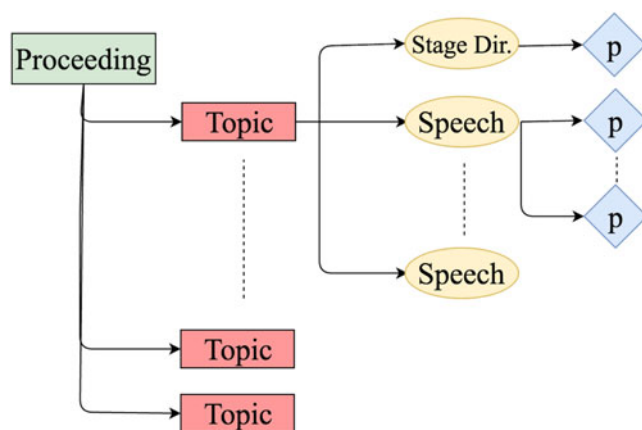 Proceeding
Stage Dir.
p
Topic
Speech
p
p
Speech
Topic
Topic